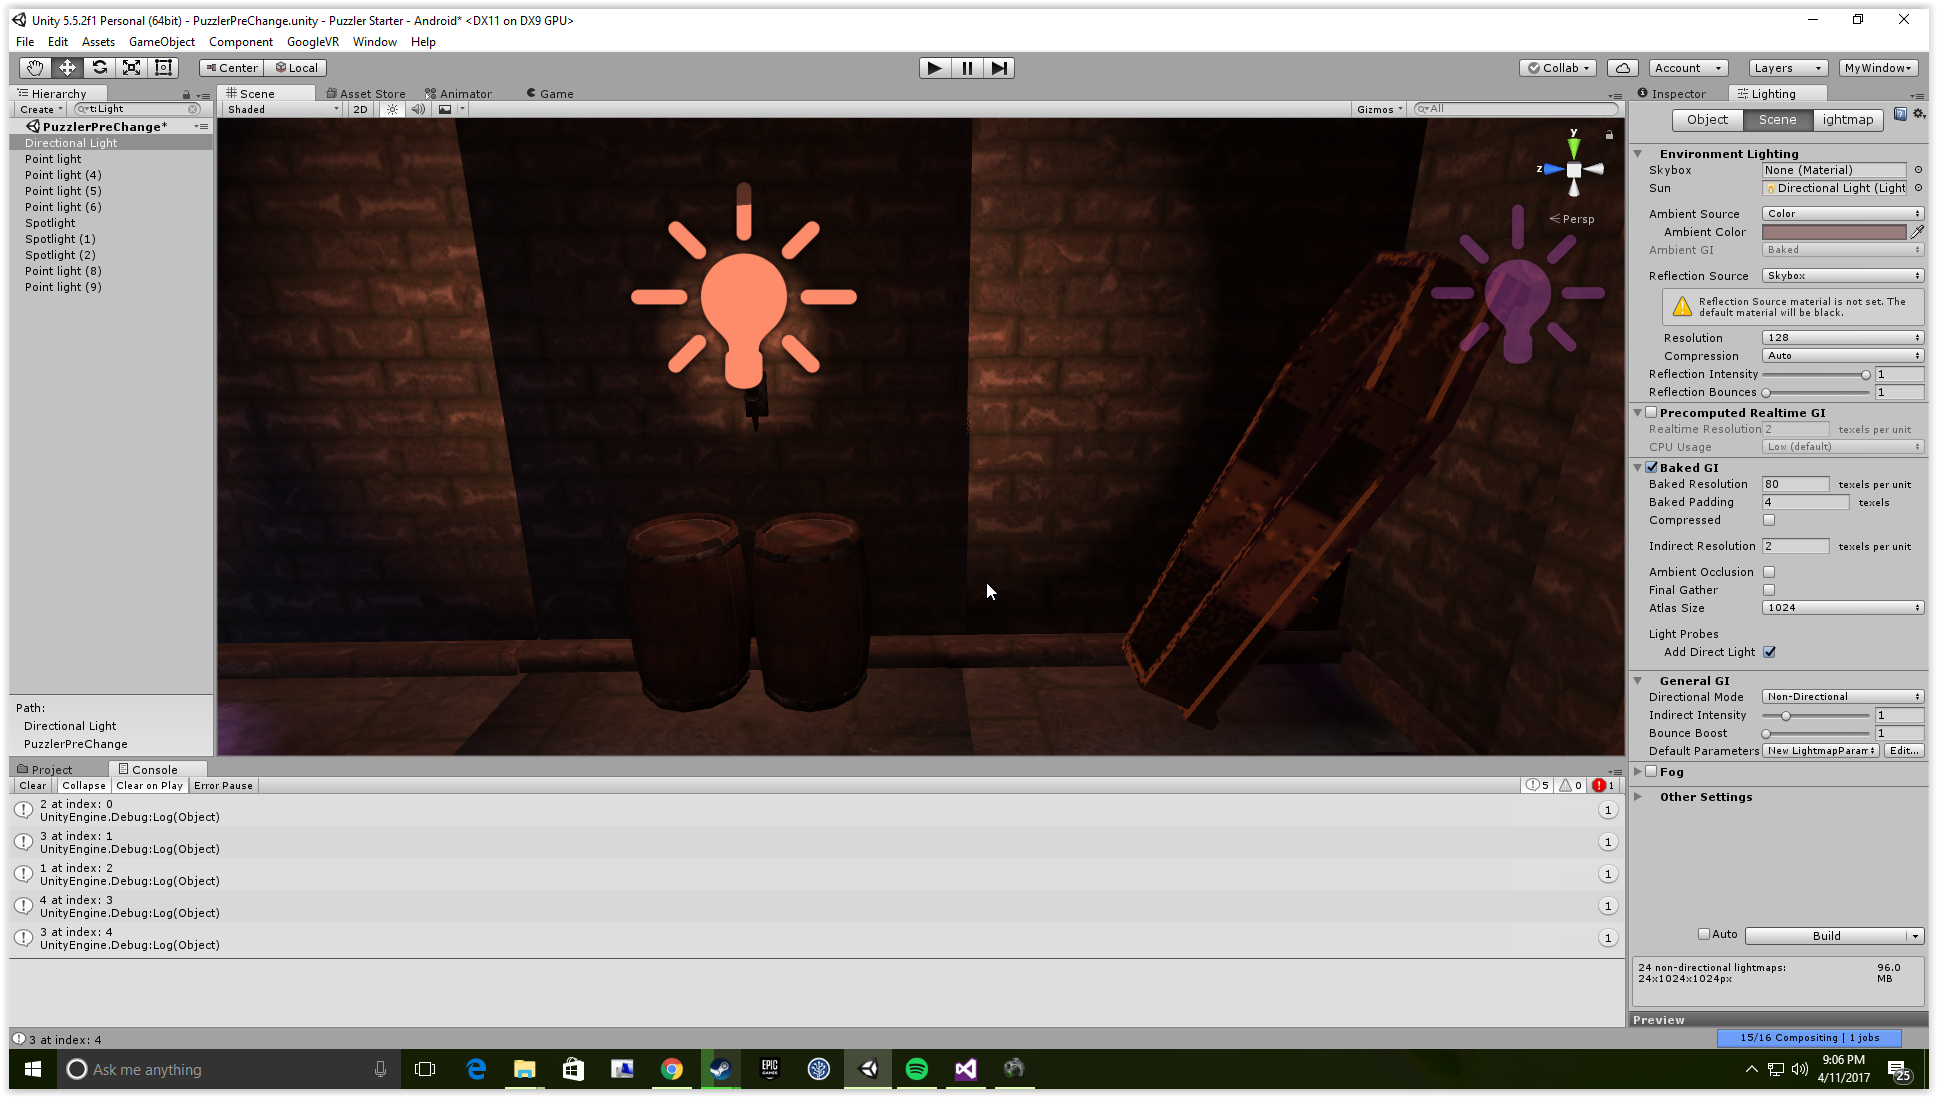 Unity 5.5.2f1 Personal (64bit) - PuzzlerPreChange.unity - Puzzler Starter - Android* <DX11 on DX9 GPU>
File Edit Assets GameObject Component GoogleVR Window Help
Center Local Collab Account Layers MyWindow
Hierarchy
Create t:Light
PuzzlerPreChange*
Directional Light
Point light
Point light (4)
Point light (5)
Point light (6)
Spotlight
Spotlight (1)
Spotlight (2)
Point light (8)
Point light (9)
Path:
Directional Light
PuzzlerPreChange
Scene Asset Store Animator Game
Shaded 2D Gizmos All
y
z
Persp
Inspector Lighting
Object Scene ightmap
Environment Lighting
Skybox None (Material)
Sun Directional Light (Light
Ambient Source Color
Ambient Color
Ambient GI Baked
Reflection Source Skybox
Reflection Source material is not set. The
default material will be black.
Resolution 128
Compression Auto
Reflection Intensity 1
Reflection Bounces 1
Precomputed Realtime GI
Realtime Resolution 2 texels per unit
CPU Usage Low (default)
Baked GI
Baked Resolution 80 texels per unit
Baked Padding 4 texels
Compressed
Indirect Resolution 2 texels per unit
Ambient Occlusion
Final Gather
Atlas Size 1024
Light Probes
Add Direct Light
General GI
Directional Mode Non-Directional
Indirect Intensity 1
Bounce Boost 1
Default Parameters New LightmapParam Edit...
Fog
Other Settings
Auto Build
24 non-directional lightmaps: 96.0
24x1024x1024px MB
Preview
Project Console
Clear Collapse Clear on Play Error Pause 5 0 1
2 at index: 0
UnityEngine.Debug:Log(Object) 1
3 at index: 1
UnityEngine.Debug:Log(Object) 1
1 at index: 2
UnityEngine.Debug:Log(Object) 1
4 at index: 3
UnityEngine.Debug:Log(Object) 1
3 at index: 4
UnityEngine.Debug:Log(Object) 1
3 at index: 4
15/16 Compositing | 1 jobs
Ask me anything
EPIC
GAMES
9:06 PM
4/11/2017
25